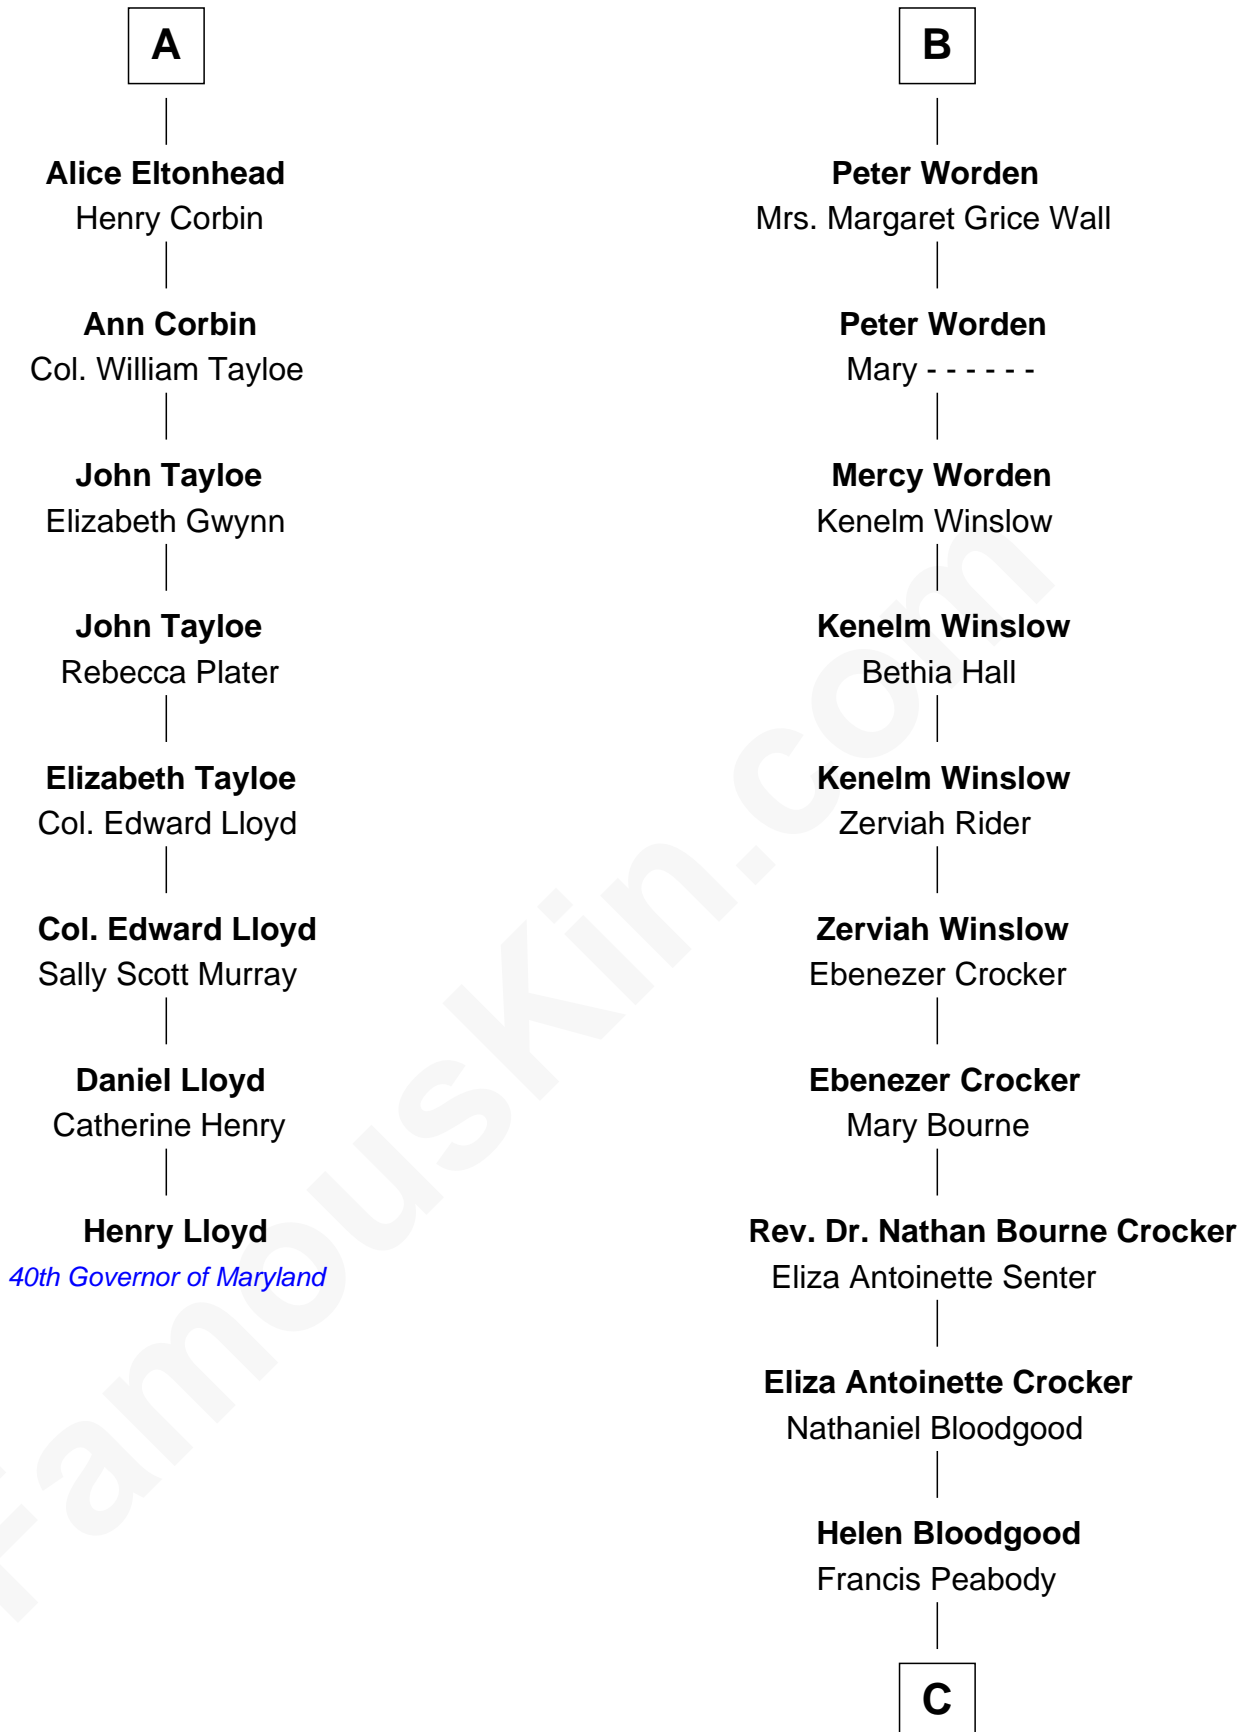 A
Alice Eltonhead
Henry Corbin
Ann Corbin
Col. William Tayloe
John Tayloe
Elizabeth Gwynn
John Tayloe
Rebecca Plater
Elizabeth Tayloe
Col. Edward Lloyd
Col. Edward Lloyd
Sally Scott Murray
Daniel Lloyd
Catherine Henry
Henry Lloyd
40th Governor of Maryland
B
Peter Worden
Mrs. Margaret Grice Wall
Peter Worden
Mary - - - - - -
Mercy Worden
Kenelm Winslow
Kenelm Winslow
Bethia Hall
Kenelm Winslow
Zerviah Rider
Zerviah Winslow
Ebenezer Crocker
Ebenezer Crocker
Mary Bourne
Rev. Dr. Nathan Bourne Crocker
Eliza Antoinette Senter
Eliza Antoinette Crocker
Nathaniel Bloodgood
Helen Bloodgood
Francis Peabody
C
FamousKin.com